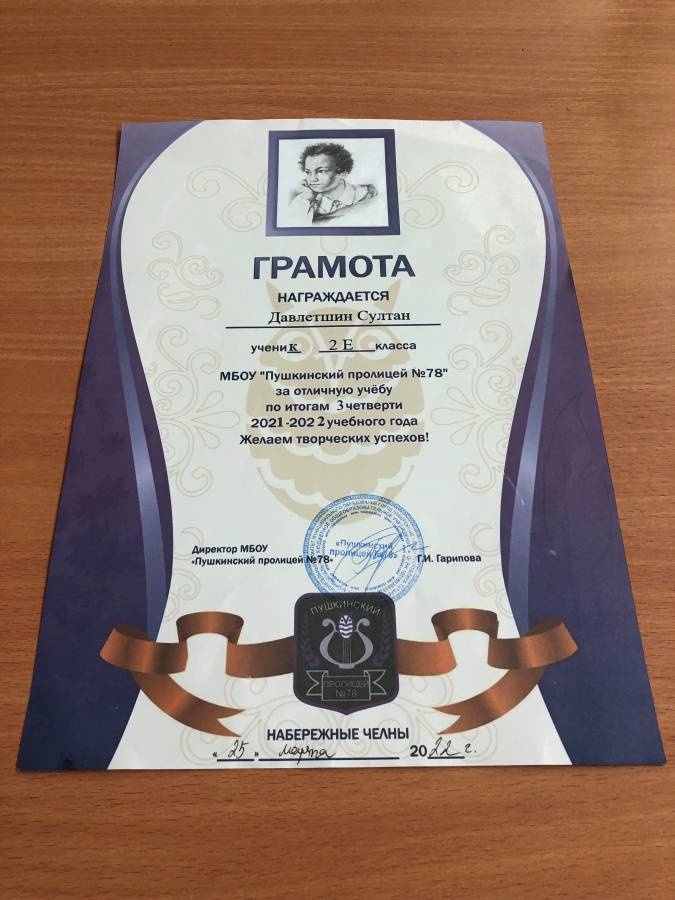 ГРАМОТА
НАГРАЖДАЕТСЯ
Давлетшин Султан
ученик 2 Е класса
МБОУ "Пушкинский пролицей №78"
за отличную учёбу
по итогам 3 четверти
2021-2022 учебного года
Желаем творческих успехов!
Директор МБОУ
«Пушкинский пролицей №78»
Г.И. Гарипова
«Пушкинский
пролицей №78»
ПУШКИНСКИЙ
ПРОЛИЦЕЙ
№78
НАБЕРЕЖНЫЕ ЧЕЛНЫ
«25» марта 2022 г.